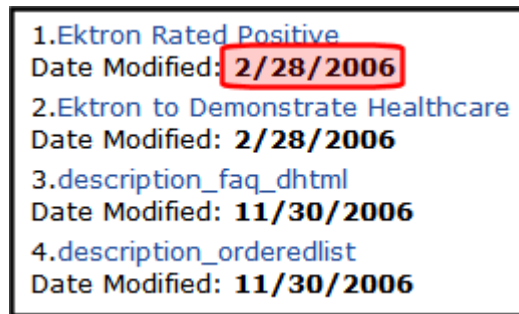 1.Ektron Rated Positive
Date Modified: 2/28/2006
2.Ektron to Demonstrate Healthcare
Date Modified: 2/28/2006
3.description_faq_dhtml
Date Modified: 11/30/2006
4.description_orderedlist
Date Modified: 11/30/2006